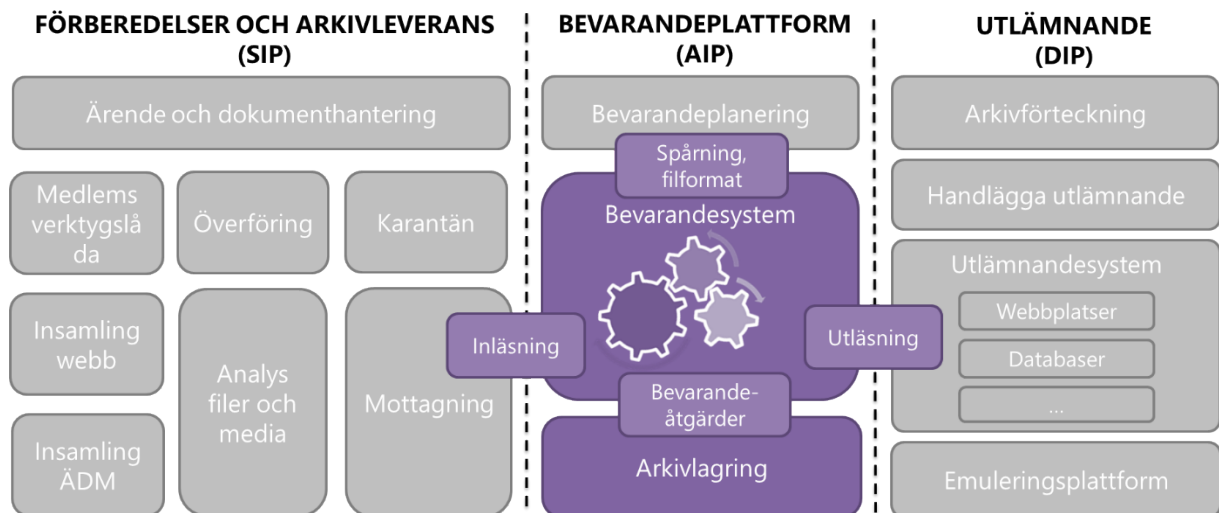 FÖRBEREDELSER OCH ARKIVLEVERANS
(SIP)
Ärende och dokumenthantering
Medlems
verktygslå
da
Överföring
Karantän
Insamling
webb
Analys
filer och
media
Mottagning
Insamling
ÄDM
Inläsning
BEVARANDEPLATTFORM
(AIP)
Bevarandeplanering
Spårning,
filformat
Bevarandesystem
Bevarande-
åtgärder
Arkivlagring
Utläsning
UTLÄMNANDE
(DIP)
Arkivförteckning
Handlägga utlämnande
Utlämnandesystem
Webbplatser
Databaser
...
Emuleringsplattform